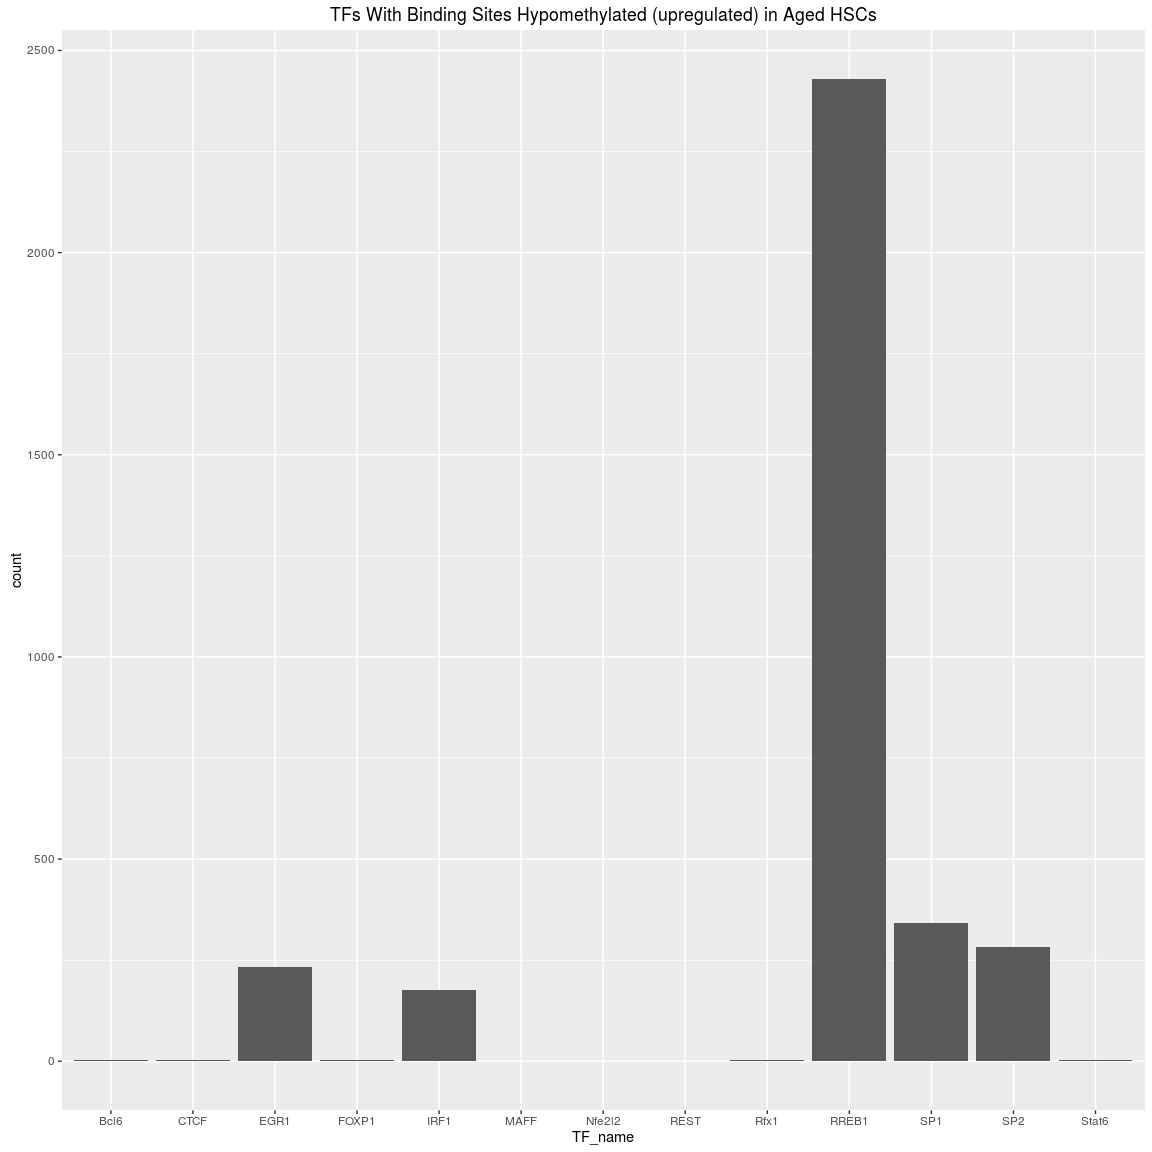 TFs With Binding Sites Hypomethylated (upregulated) in Aged HSCs
2500
2000
1500
1000
500
0
count
Bcl6 CTCF EGR1 FOXP1 IRF1 MAFF Nfe2l2 REST Rfx1 RREB1 SP1 SP2 Stat6
TF_name